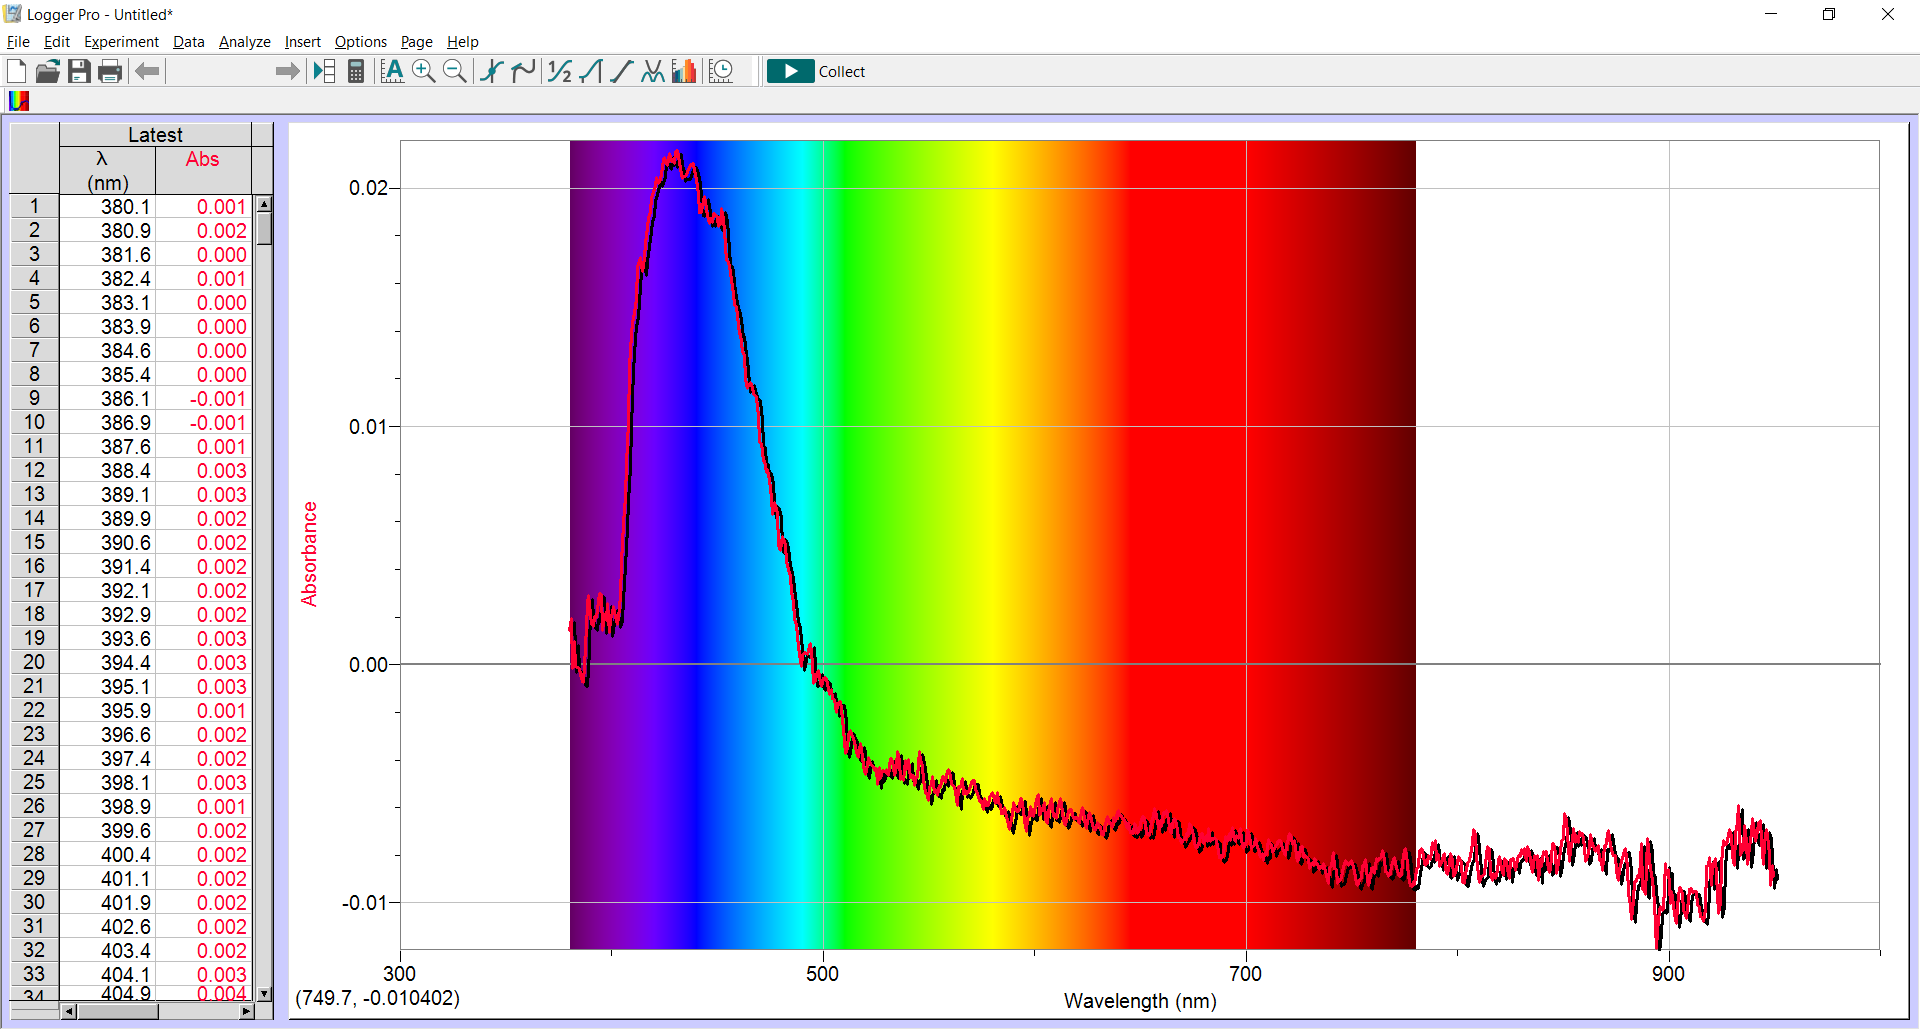 Logger Pro - Untitled*
File Edit Experiment Data Analyze Insert Options Page Help
Collect
Latest
λ Abs
(nm)
1 380.1 0.001
2 380.9 0.002
3 381.6 0.000
4 382.4 0.001
5 383.1 0.000
6 383.9 0.000
7 384.6 0.000
8 385.4 0.000
9 386.1 -0.001
10 386.9 -0.001
11 387.6 0.001
12 388.4 0.003
13 389.1 0.003
14 389.9 0.002
15 390.6 0.002
16 391.4 0.002
17 392.1 0.002
18 392.9 0.002
19 393.6 0.003
20 394.4 0.003
21 395.1 0.003
22 395.9 0.001
23 396.6 0.002
24 397.4 0.002
25 398.1 0.003
26 398.9 0.001
27 399.6 0.002
28 400.4 0.002
29 401.1 0.002
30 401.9 0.002
31 402.6 0.002
32 403.4 0.002
33 404.1 0.003
34 404.9 0.004
Absorbance
0.02
0.01
0.00
-0.01
300 500 700 900
(749.7, -0.010402)
Wavelength (nm)